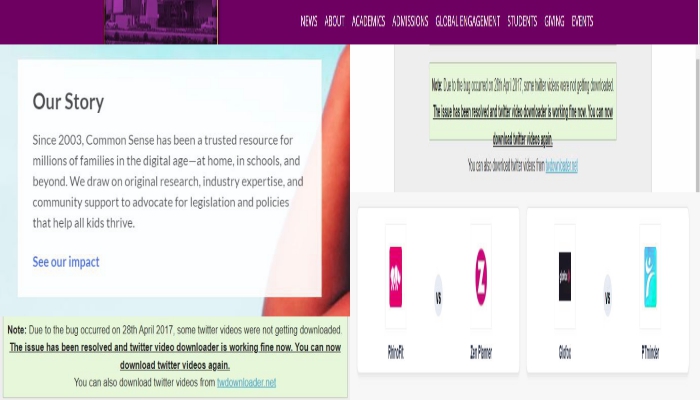 NEWS ABOUT ACADEMICS ADMISSIONS GLOBAL ENGAGEMENT STUDENTS GIVING EVENTS
Our Story
Since 2003, Common Sense has been a trusted resource for
millions of families in the digital age—at home, in schools, and
beyond. We draw on original research, industry expertise, and
community support to advocate for legislation and policies
that help all kids thrive.
See our impact
Note: Due to the bug occurred on 28th April 2017, some twitter videos were not getting downloaded.
The issue has been resolved and twitter video downloader is working fine now. You can now
download twitter videos again.
You can also download twitter videos from twdownloader.net
Note: Due to the bug occurred on 28th April 2017, some twitter videos were not getting downloaded.
The issue has been resolved and twitter video downloader is working fine now. You can now
download twitter videos again.
You can also download twitter videos from twdownloader.net
VS
RhinoFit Zen Planner
glofox
VS
Glofox PTminder